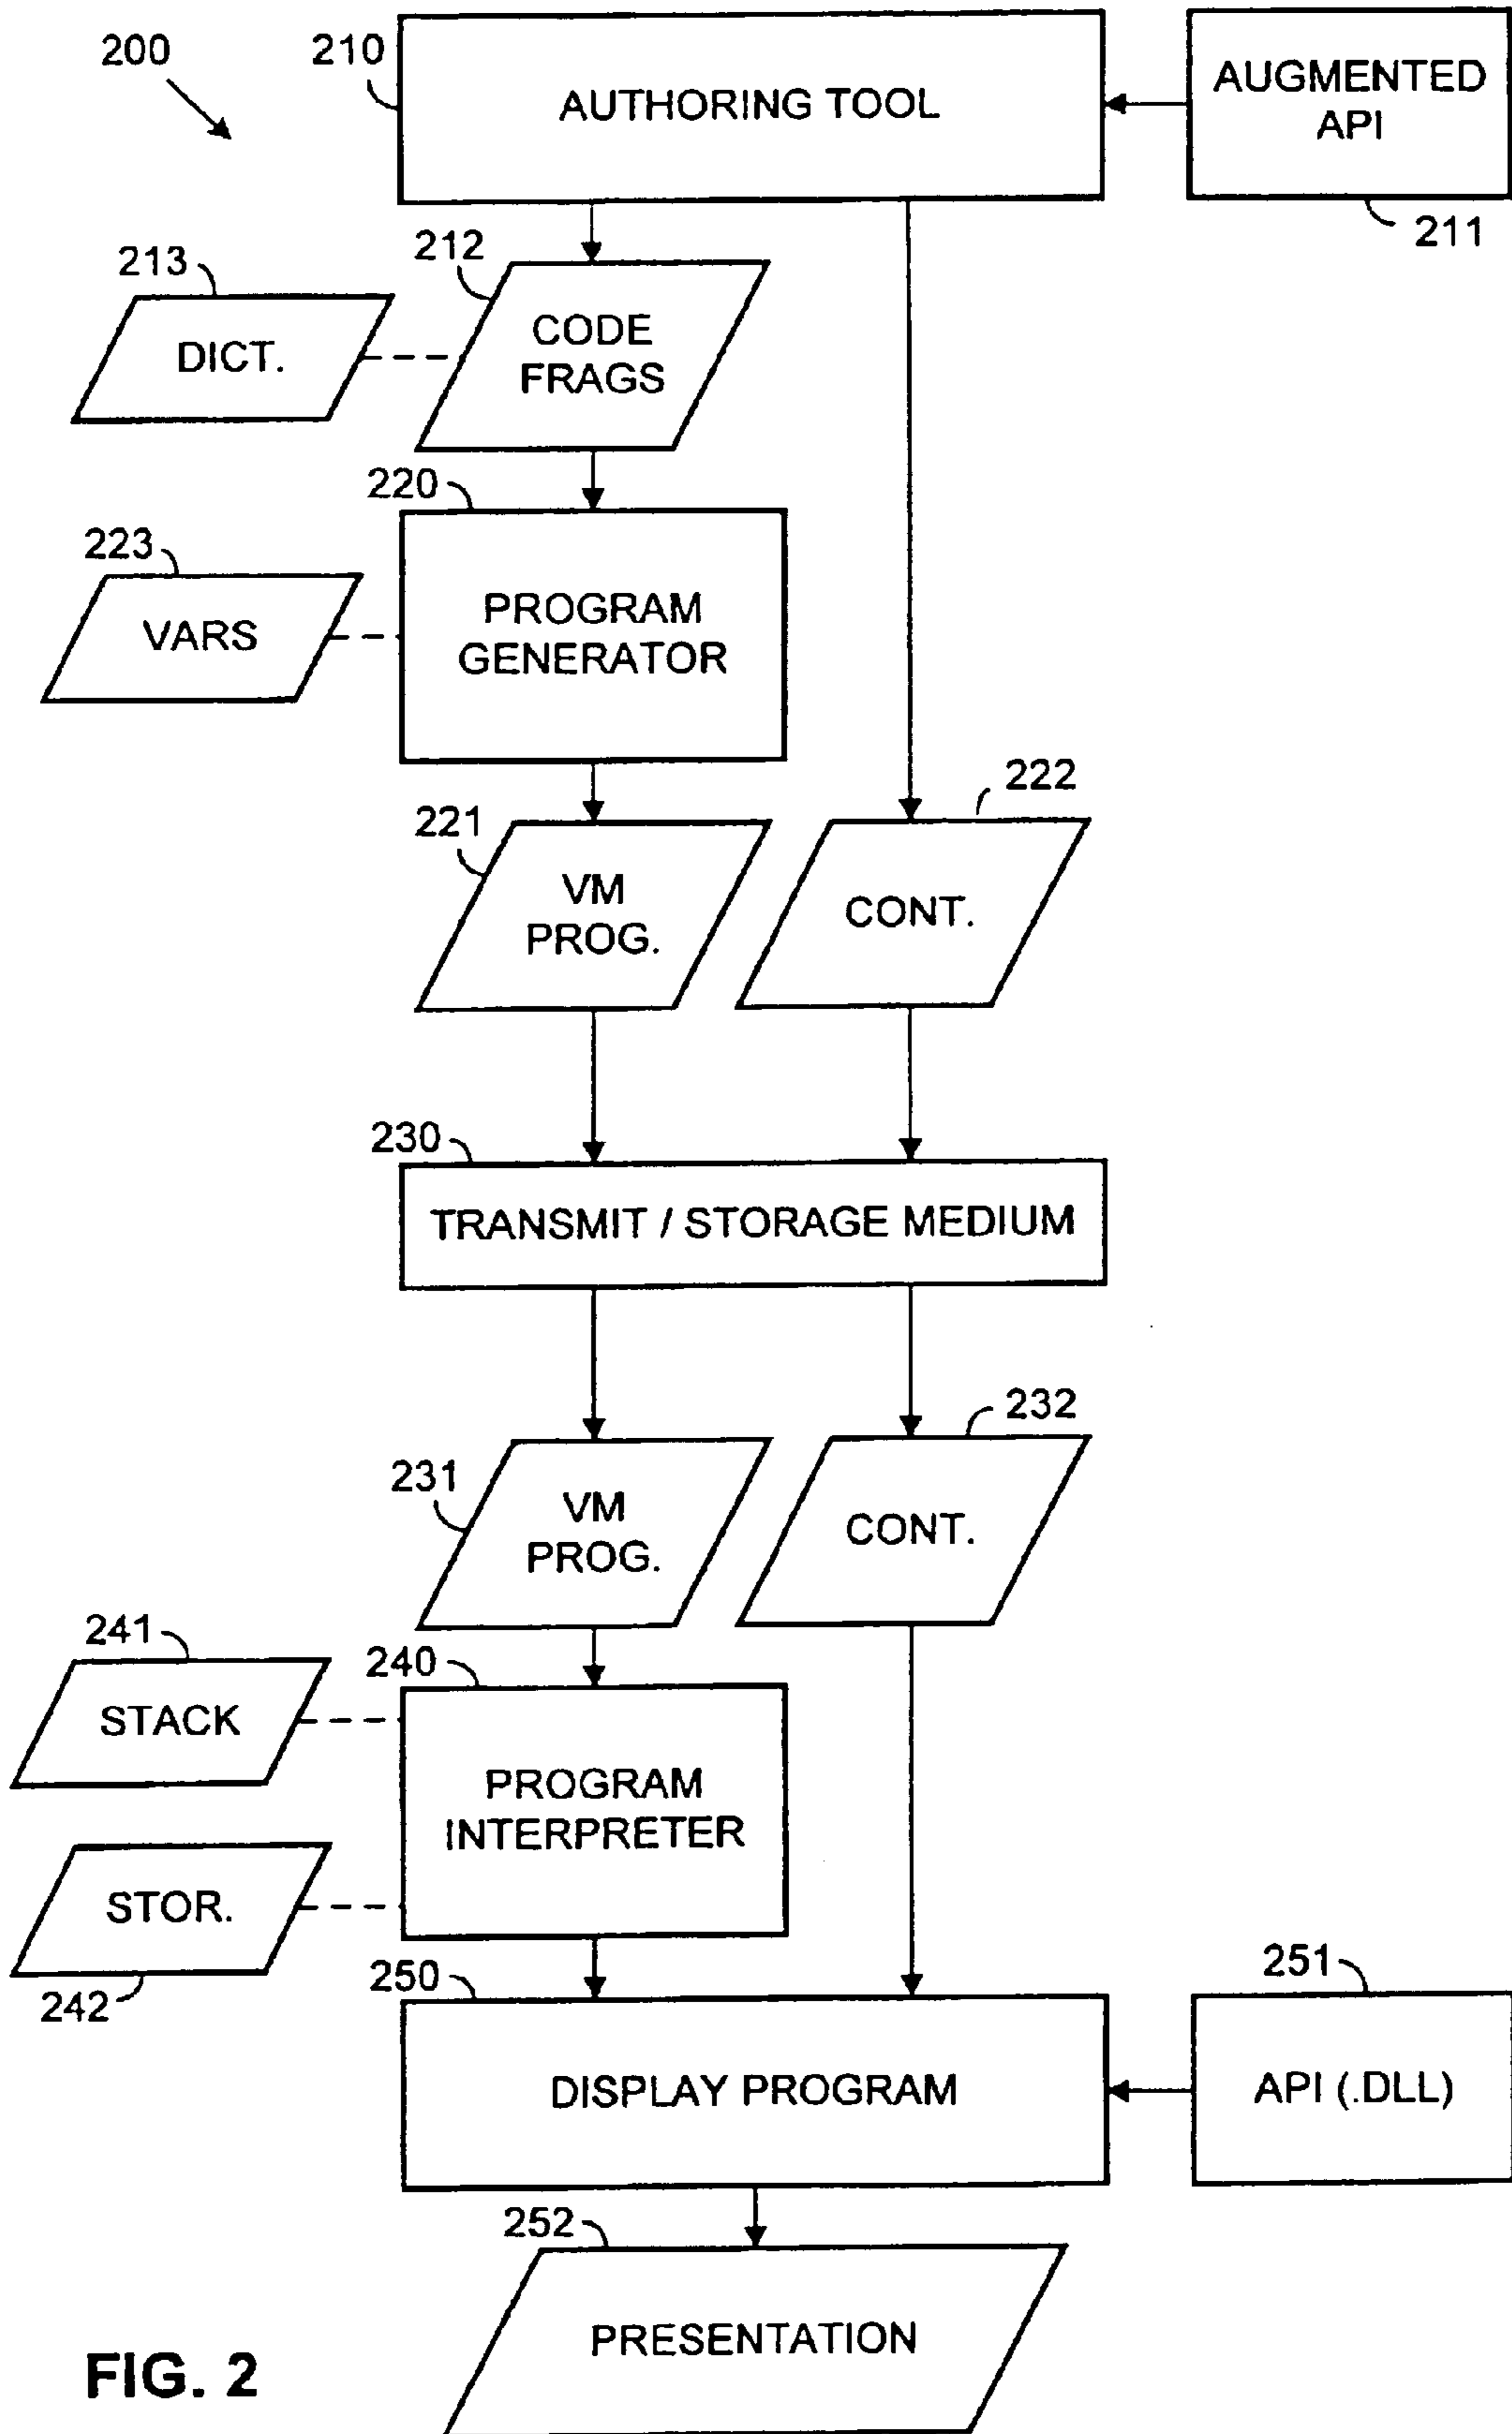 200
210
AUTHORING TOOL
AUGMENTED
API
211
213
212
DICT.
CODE
FRAGS
220
223
VARS
PROGRAM
GENERATOR
222
221
VM
PROG.
CONT.
230
TRANSMIT / STORAGE MEDIUM
232
231
VM
PROG.
CONT.
241
240
STACK
PROGRAM
INTERPRETER
STOR.
242
250
251
DISPLAY PROGRAM
API (.DLL)
252
PRESENTATION
FIG. 2